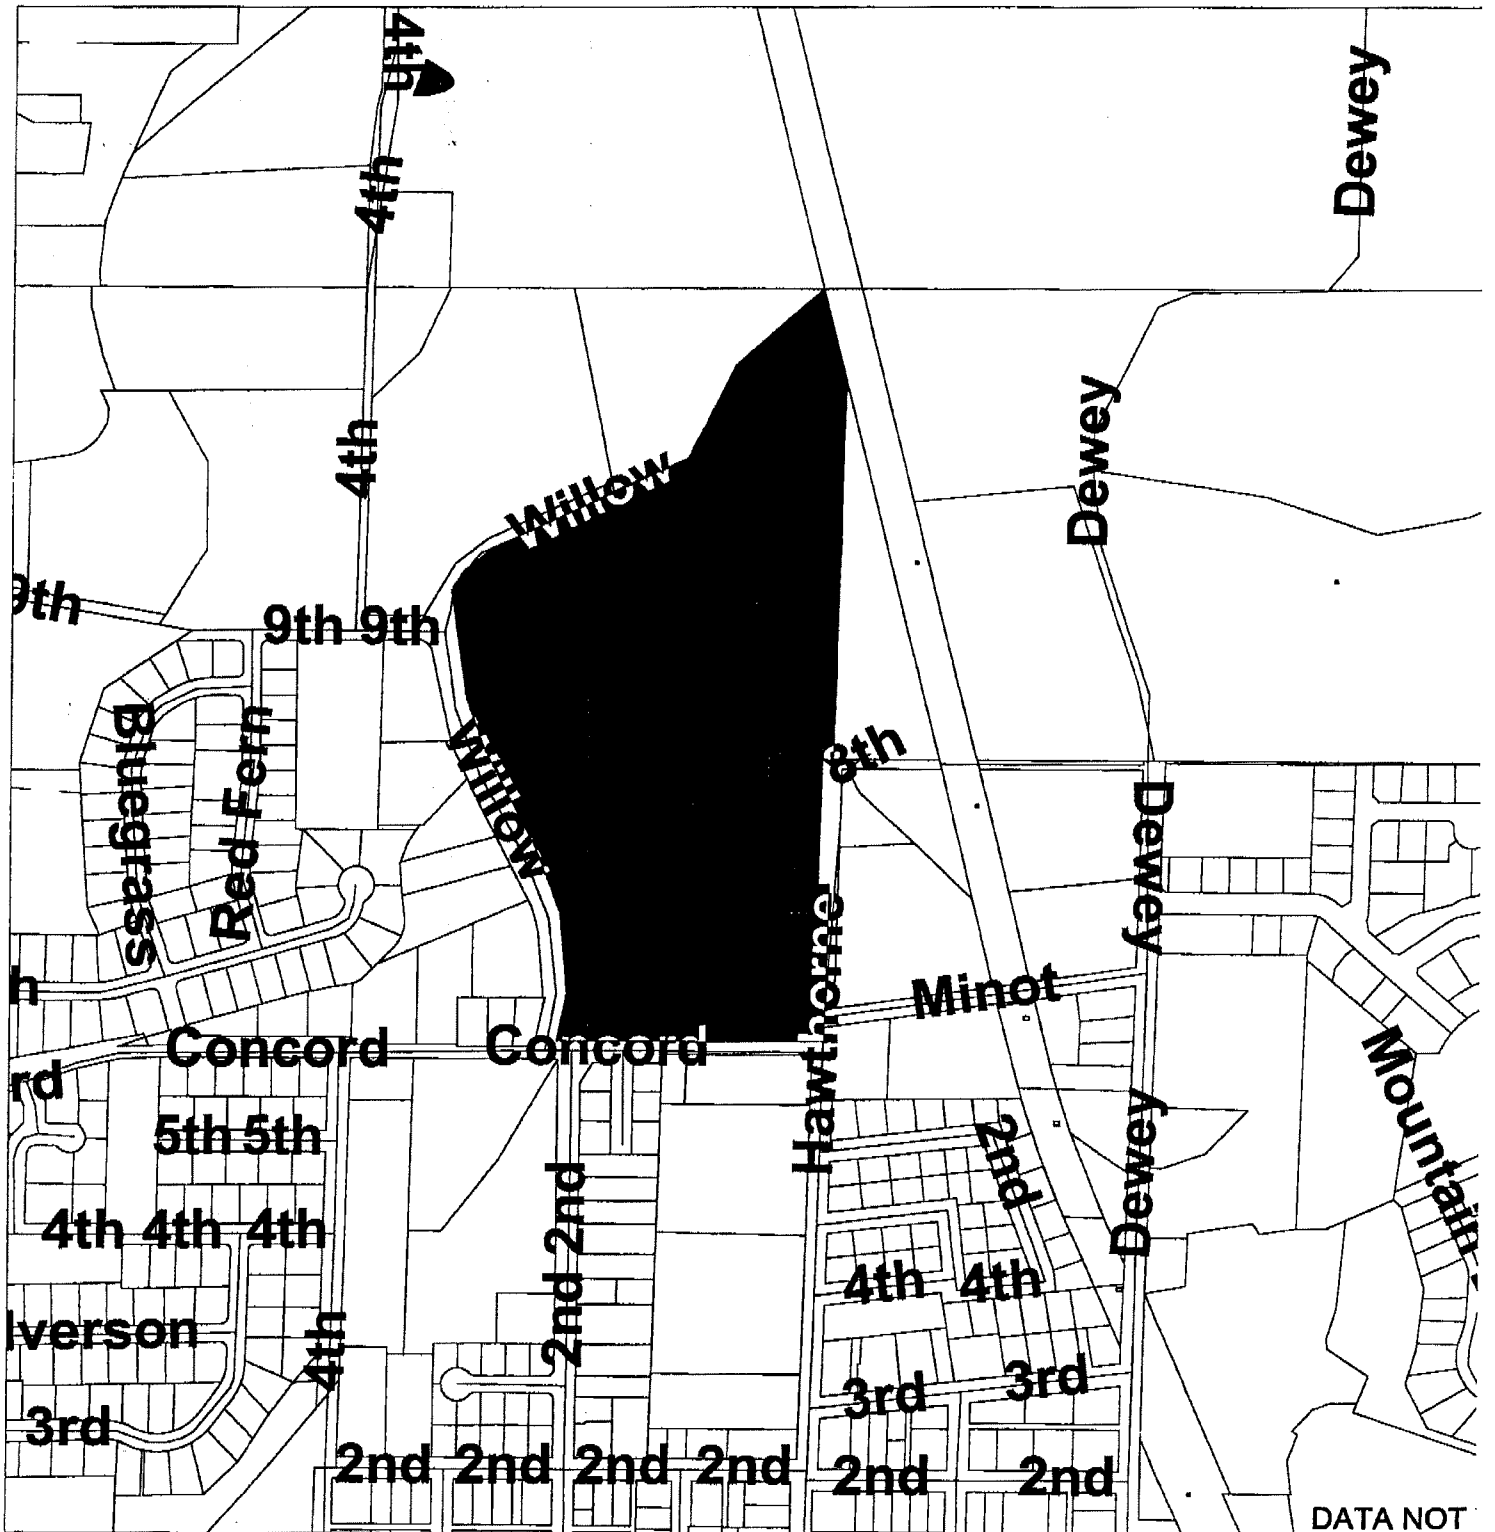 4th
Dewey
4th
4th
Dewey
Willow
9th
9th 9th
Bluegrass
Red Fern
Willow
8th
Dewey
Hawthorne
Minot
h
Concord
Concord
rd
5th 5th
2nd
Mountain
4th 4th 4th
2nd 2nd
Dewey
4th 4th
Iverson
4th
3rd
3rd
3rd
2nd 2nd 2nd 2nd
2nd 2nd
DATA NOT